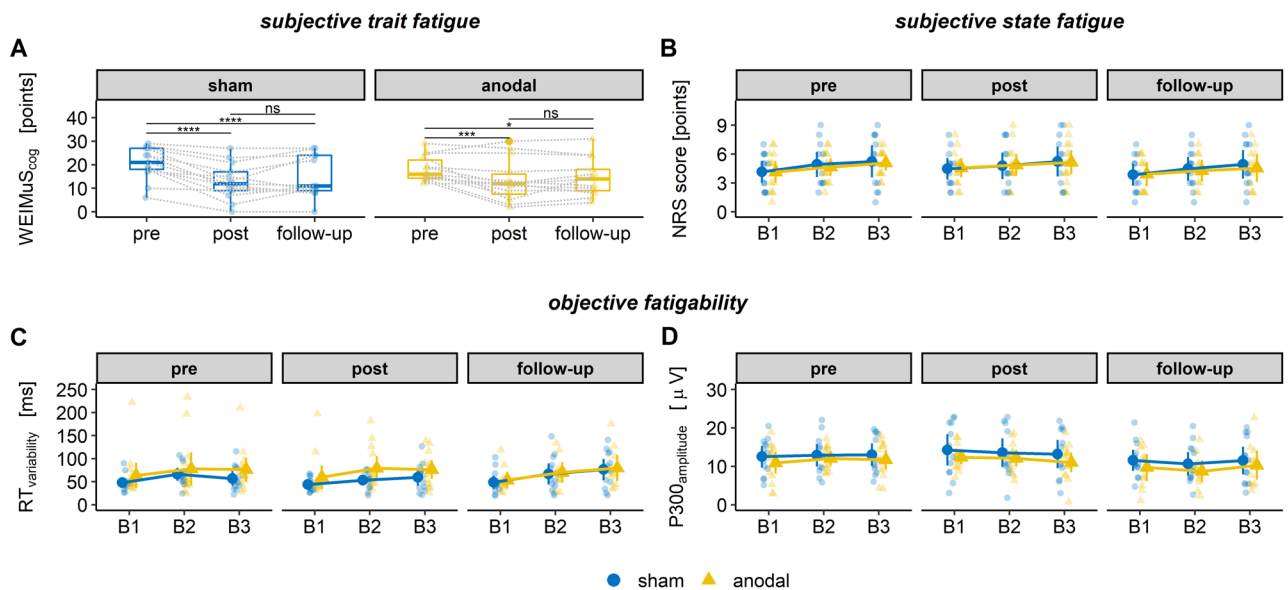 subjective trait fatigue
subjective state fatigue
A
B
sham
anodal
pre
post
follow-up
WEIMuScog [points]
40
30
20
10
0
ns
****
****
ns
*
***
pre
post
follow-up
pre
post
follow-up
NRS score [points]
9
6
3
0
B1
B2
B3
B1
B2
B3
B1
B2
B3
objective fatigability
C
D
pre
post
follow-up
pre
post
follow-up
RTvariability [ms]
250
200
150
100
50
0
B1
B2
B3
B1
B2
B3
B1
B2
B3
P300amplitude [ μ V]
30
20
10
0
B1
B2
B3
B1
B2
B3
B1
B2
B3
sham
anodal